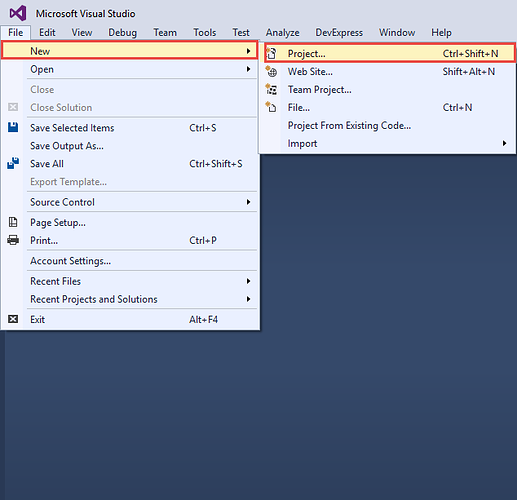 Microsoft Visual Studio
File Edit View Debug Team Tools Test Analyze DevExpress Window Help
New
Open
Close
Close Solution
Save Selected Items Ctrl+S
Save Output As...
Save All Ctrl+Shift+S
Export Template...
Source Control
Page Setup...
Print... Ctrl+P
Account Settings...
Recent Files
Recent Projects and Solutions
Exit Alt+F4
Project... Ctrl+Shift+N
Web Site... Shift+Alt+N
Team Project...
File... Ctrl+N
Project From Existing Code...
Import